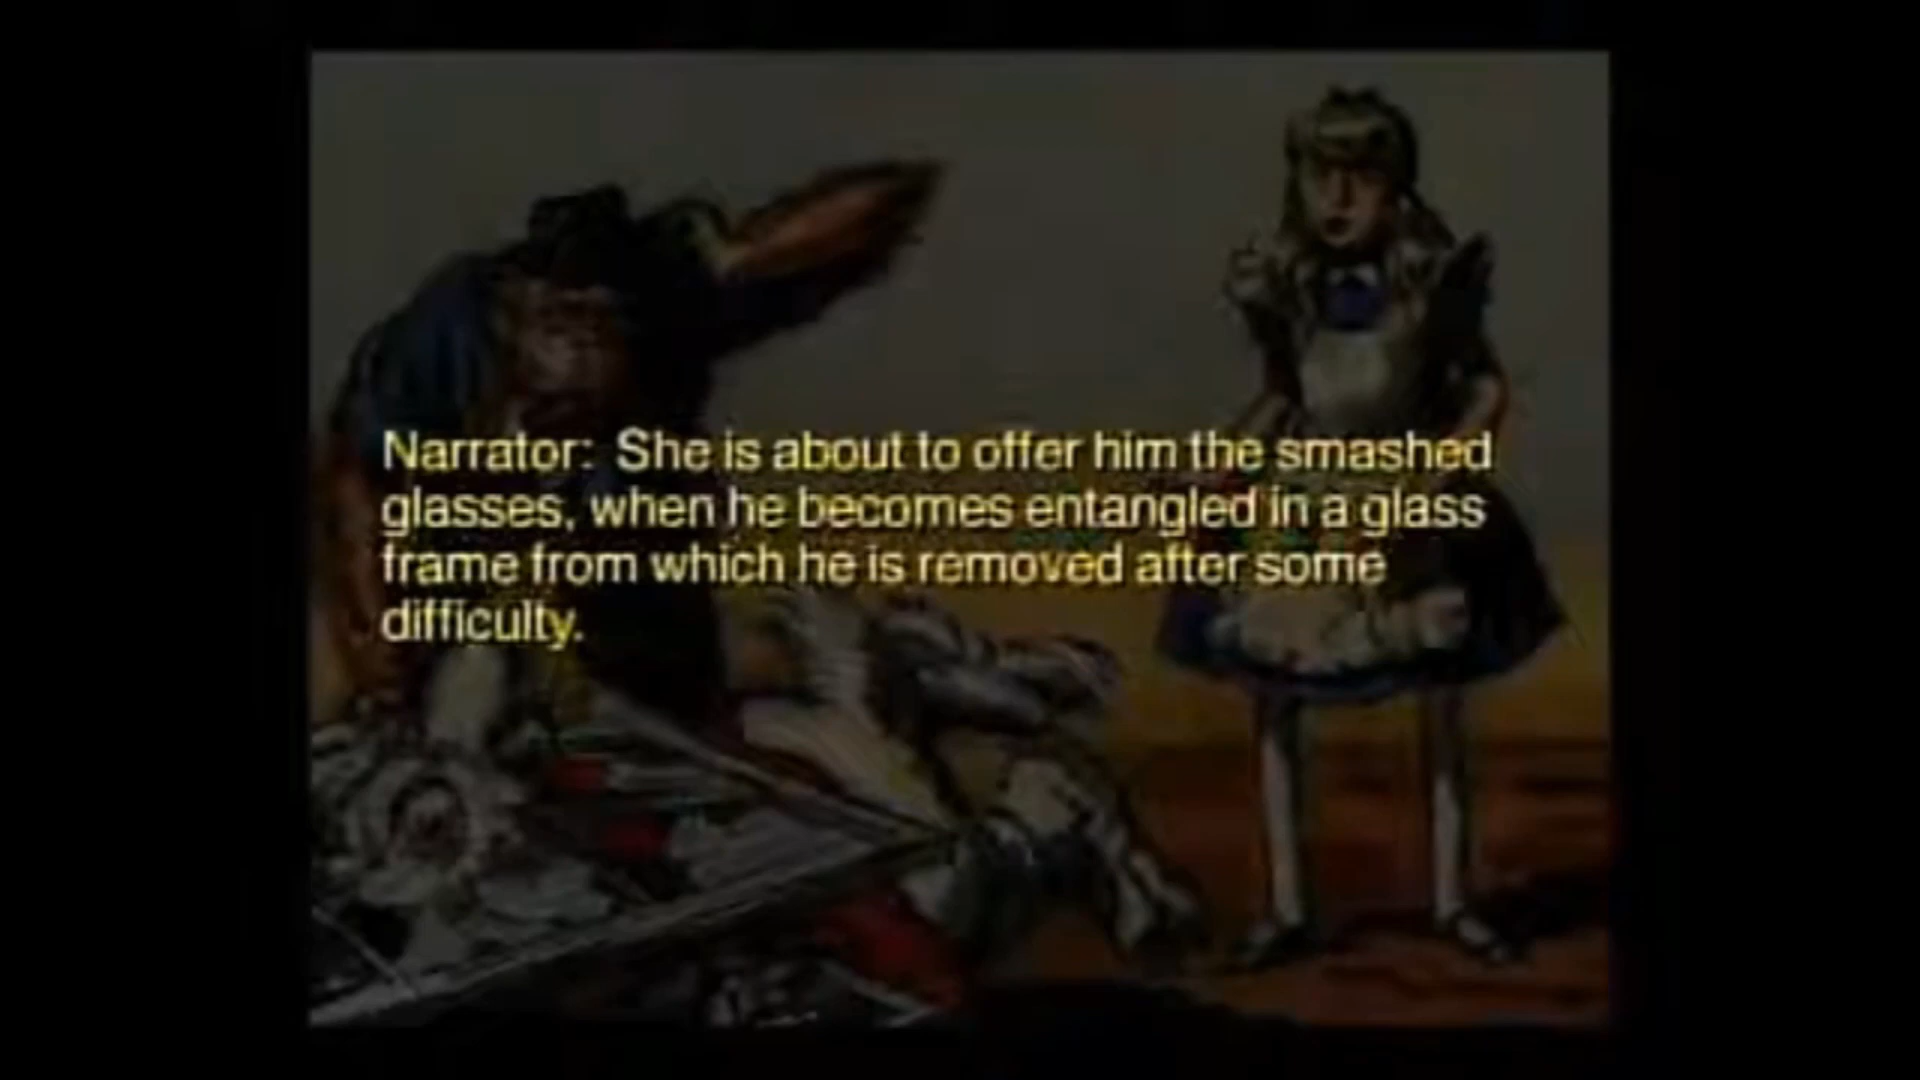 Narrator: She is about to offer him the smashed
glasses, when he becomes entangled in a glass
frame from which he is removed after some
difficulty.